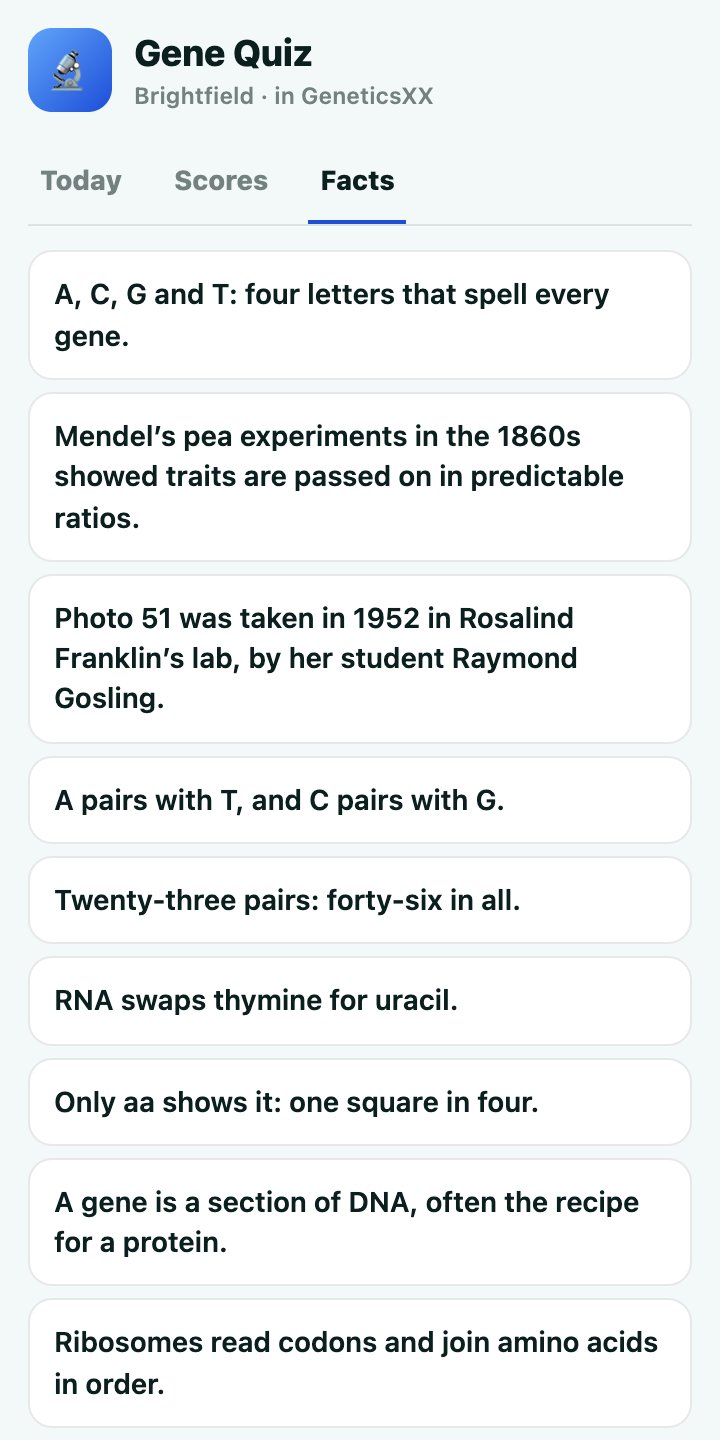 Gene Quiz
Brightfield · in GeneticsXX
Today Scores Facts
A, C, G and T: four letters that spell every
gene.
Mendel’s pea experiments in the 1860s
showed traits are passed on in predictable
ratios.
Photo 51 was taken in 1952 in Rosalind
Franklin’s lab, by her student Raymond
Gosling.
A pairs with T, and C pairs with G.
Twenty-three pairs: forty-six in all.
RNA swaps thymine for uracil.
Only aa shows it: one square in four.
A gene is a section of DNA, often the recipe
for a protein.
Ribosomes read codons and join amino acids
in order.